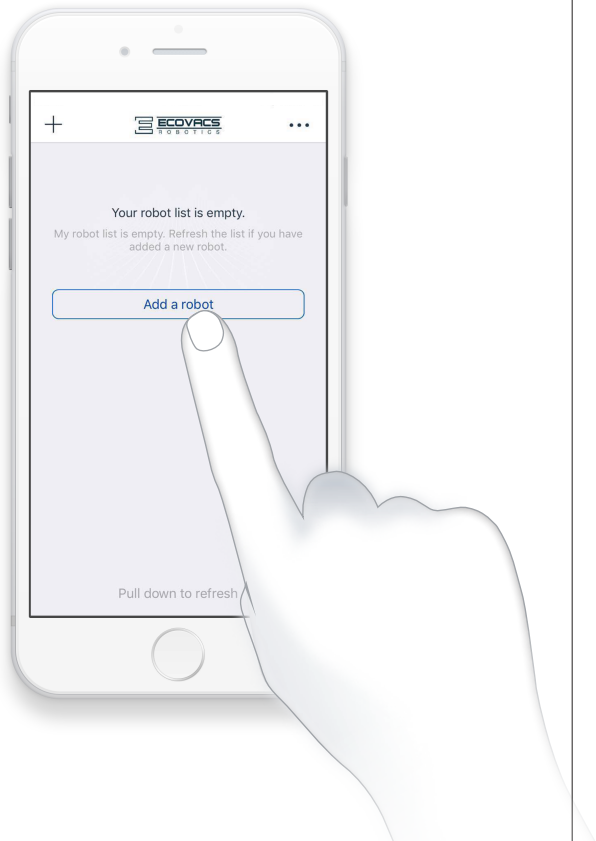 ECOVACS
ROBOTICS
Your robot list is empty.
My robot list is empty. Refresh the list if you have
added a new robot.
Add a robot
Pull down to refresh